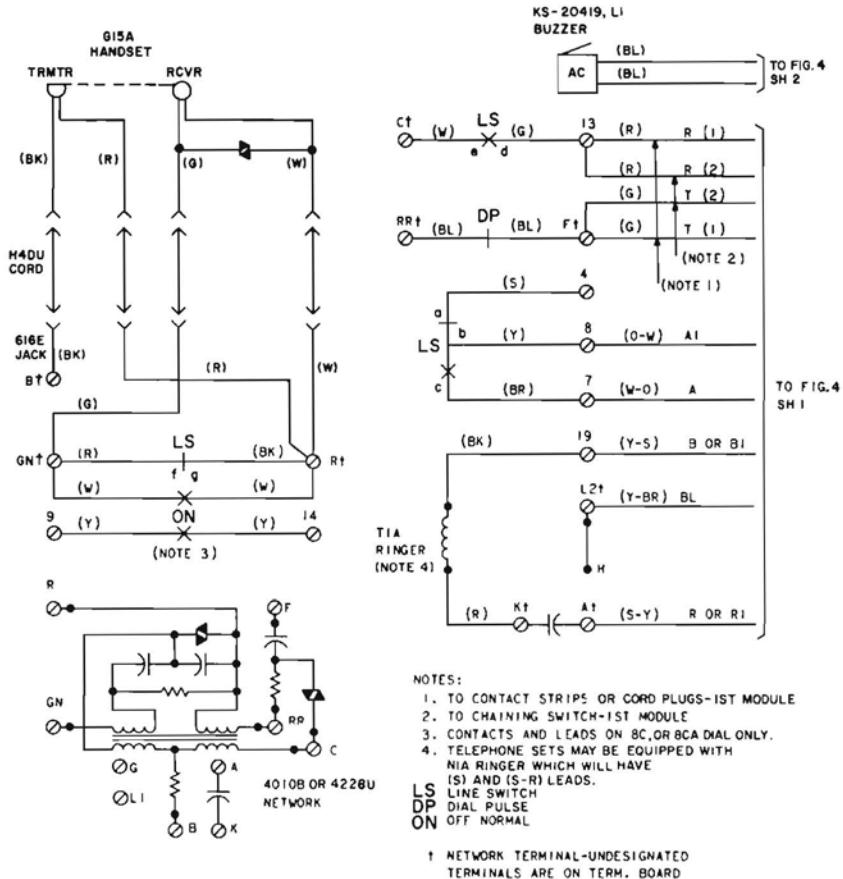 KS-20419, L1
BUZZER
G15A
HANDSET
TRMTR
RCVR
AC
(BL)
(BL)
TO FIG. 4
SH 2
C†
(W)
LS
(G)
e
d
13
(R)
R (1)
(R)
R (2)
(G)
T (2)
RR†
(BL)
DP
(BL)
F†
(G)
T (1)
(NOTE 2)
(NOTE 1)
(BK)
(R)
(G)
(W)
H4DU
CORD
616E
JACK
(BK)
B†
(R)
(W)
(G)
GN†
(R)
LS
(BK)
R†
f
g
(W)
(W)
9
(Y)
ON
(Y)
14
(NOTE 3)
(S)
4
a
b
LS
(Y)
8
(O-W)
A1
c
(BR)
7
(W-O)
A
TO FIG. 4
SH 1
(BK)
19
(Y-S)
B OR B1
L2†
(Y-BR)
BL
T1A
RINGER
(NOTE 4)
H
(R)
K†
A†
(S-Y)
R OR R1
R
F
GN
RR
C
G
A
L1
B
K
4010B OR 4228U
NETWORK
NOTES:
1. TO CONTACT STRIPS OR CORD PLUGS-1ST MODULE
2. TO CHAINING SWITCH-1ST MODULE
3. CONTACTS AND LEADS ON 8C, OR 8CA DIAL ONLY.
4. TELEPHONE SETS MAY BE EQUIPPED WITH
N1A RINGER WHICH WILL HAVE
(S) AND (S-R) LEADS.
LS LINE SWITCH
DP DIAL PULSE
ON OFF NORMAL
† NETWORK TERMINAL-UNDESIGNATED
TERMINALS ARE ON TERM. BOARD